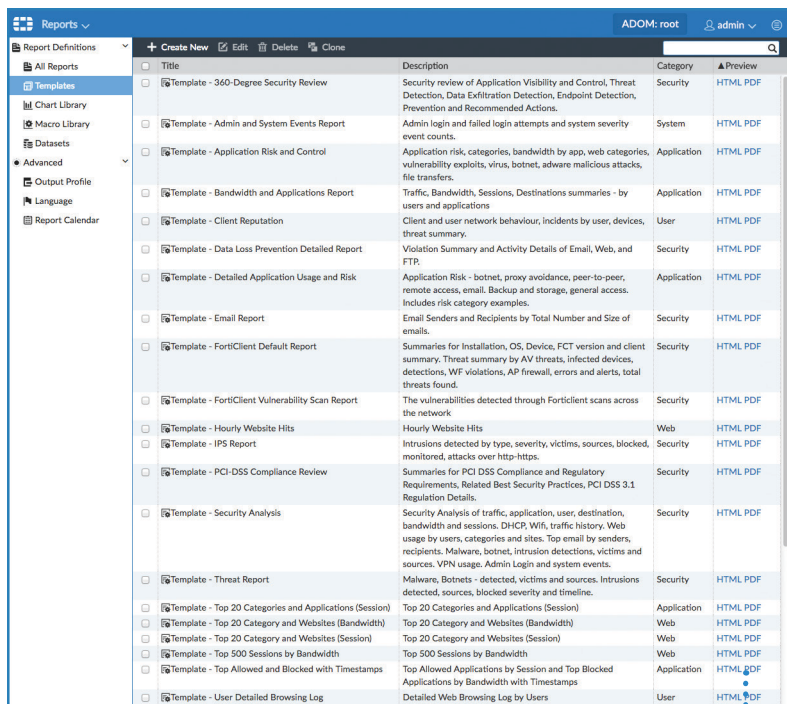 Reports
ADOM: root
admin
Report Definitions
All Reports
Templates
Chart Library
Macro Library
Datasets
Advanced
Output Profile
Language
Report Calendar
Create New Edit Delete Clone
Title Description Category ▲Preview
Template - 360-Degree Security Review Security review of Application Visibility and Control, Threat Security HTML PDF
Detection, Data Exfiltration Detection, Endpoint Detection,
Prevention and Recommended Actions.
Template - Admin and System Events Report Admin login and failed login attempts and system severity System HTML PDF
event counts.
Template - Application Risk and Control Application risk, categories, bandwidth by app, web categories, Application HTML PDF
vulnerability exploits, virus, botnet, adware malicious attacks,
file transfers.
Template - Bandwidth and Applications Report Traffic, Bandwidth, Sessions, Destinations summaries - by Application HTML PDF
users and applications
Template - Client Reputation Client and user network behaviour, incidents by user, devices, User HTML PDF
threat summary.
Template - Data Loss Prevention Detailed Report Violation Summary and Activity Details of Email, Web, and Security HTML PDF
FTP.
Template - Detailed Application Usage and Risk Application Risk - botnet, proxy avoidance, peer-to-peer, Application HTML PDF
remote access, email. Backup and storage, general access.
Includes risk category examples.
Template - Email Report Email Senders and Recipients by Total Number and Size of Security HTML PDF
emails.
Template - FortiClient Default Report Summaries for Installation, OS, Device, FCT version and client Security HTML PDF
summary. Threat summary by AV threats, infected devices,
detections, WF violations, AP firewall, errors and alerts, total
threats found.
Template - FortiClient Vulnerability Scan Report The vulnerabilities detected through Forticlient scans across Security HTML PDF
the network
Template - Hourly Website Hits Hourly Website Hits Web HTML PDF
Template - IPS Report Intrusions detected by type, severity, victims, sources, blocked, Security HTML PDF
monitored, attacks over http-https.
Template - PCI-DSS Compliance Review Summaries for PCI DSS Compliance and Regulatory Security HTML PDF
Requirements, Related Best Security Practices, PCI DSS 3.1
Regulation Details.
Template - Security Analysis Security Analysis of traffic, application, user, destination, Security HTML PDF
bandwidth and sessions. DHCP, Wifi, traffic history. Web
usage by users, categories and sites. Top email by senders,
recipients. Malware, botnet, intrusion detections, victims and
sources. VPN usage. Admin Login and system events.
Template - Threat Report Malware, Botnets - detected, victims and sources. Intrusions Security HTML PDF
detected, sources, blocked severity and timeline.
Template - Top 20 Categories and Applications (Session) Top 20 Categories and Applications (Session) Application HTML PDF
Template - Top 20 Category and Websites (Bandwidth) Top 20 Category and Websites (Bandwidth) Web HTML PDF
Template - Top 20 Category and Websites (Session) Top 20 Category and Websites (Session) Web HTML PDF
Template - Top 500 Sessions by Bandwidth Top 500 Sessions by Bandwidth Web HTML PDF
Template - Top Allowed and Blocked with Timestamps Top Allowed Applications by Session and Top Blocked Application HTML PDF
Applications by Bandwidth with Timestamps
Template - User Detailed Browsing Log Detailed Web Browsing Log by Users User HTML PDF